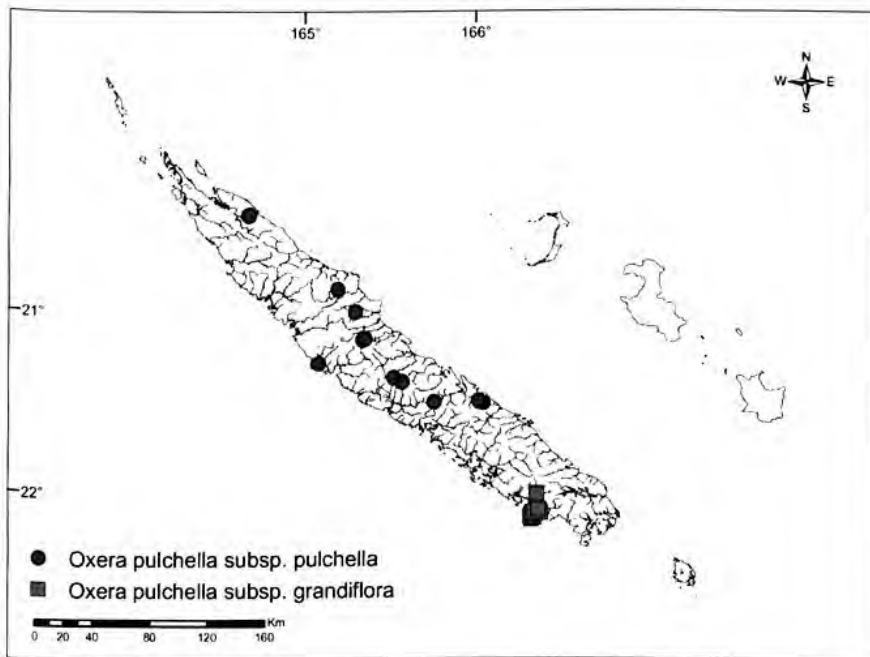 165° 166°
N
W E
S
21°
22°
Oxera pulchella subsp. pulchella
Oxera pulchella subsp. grandiflora
Km
0 20 40 80 120 160